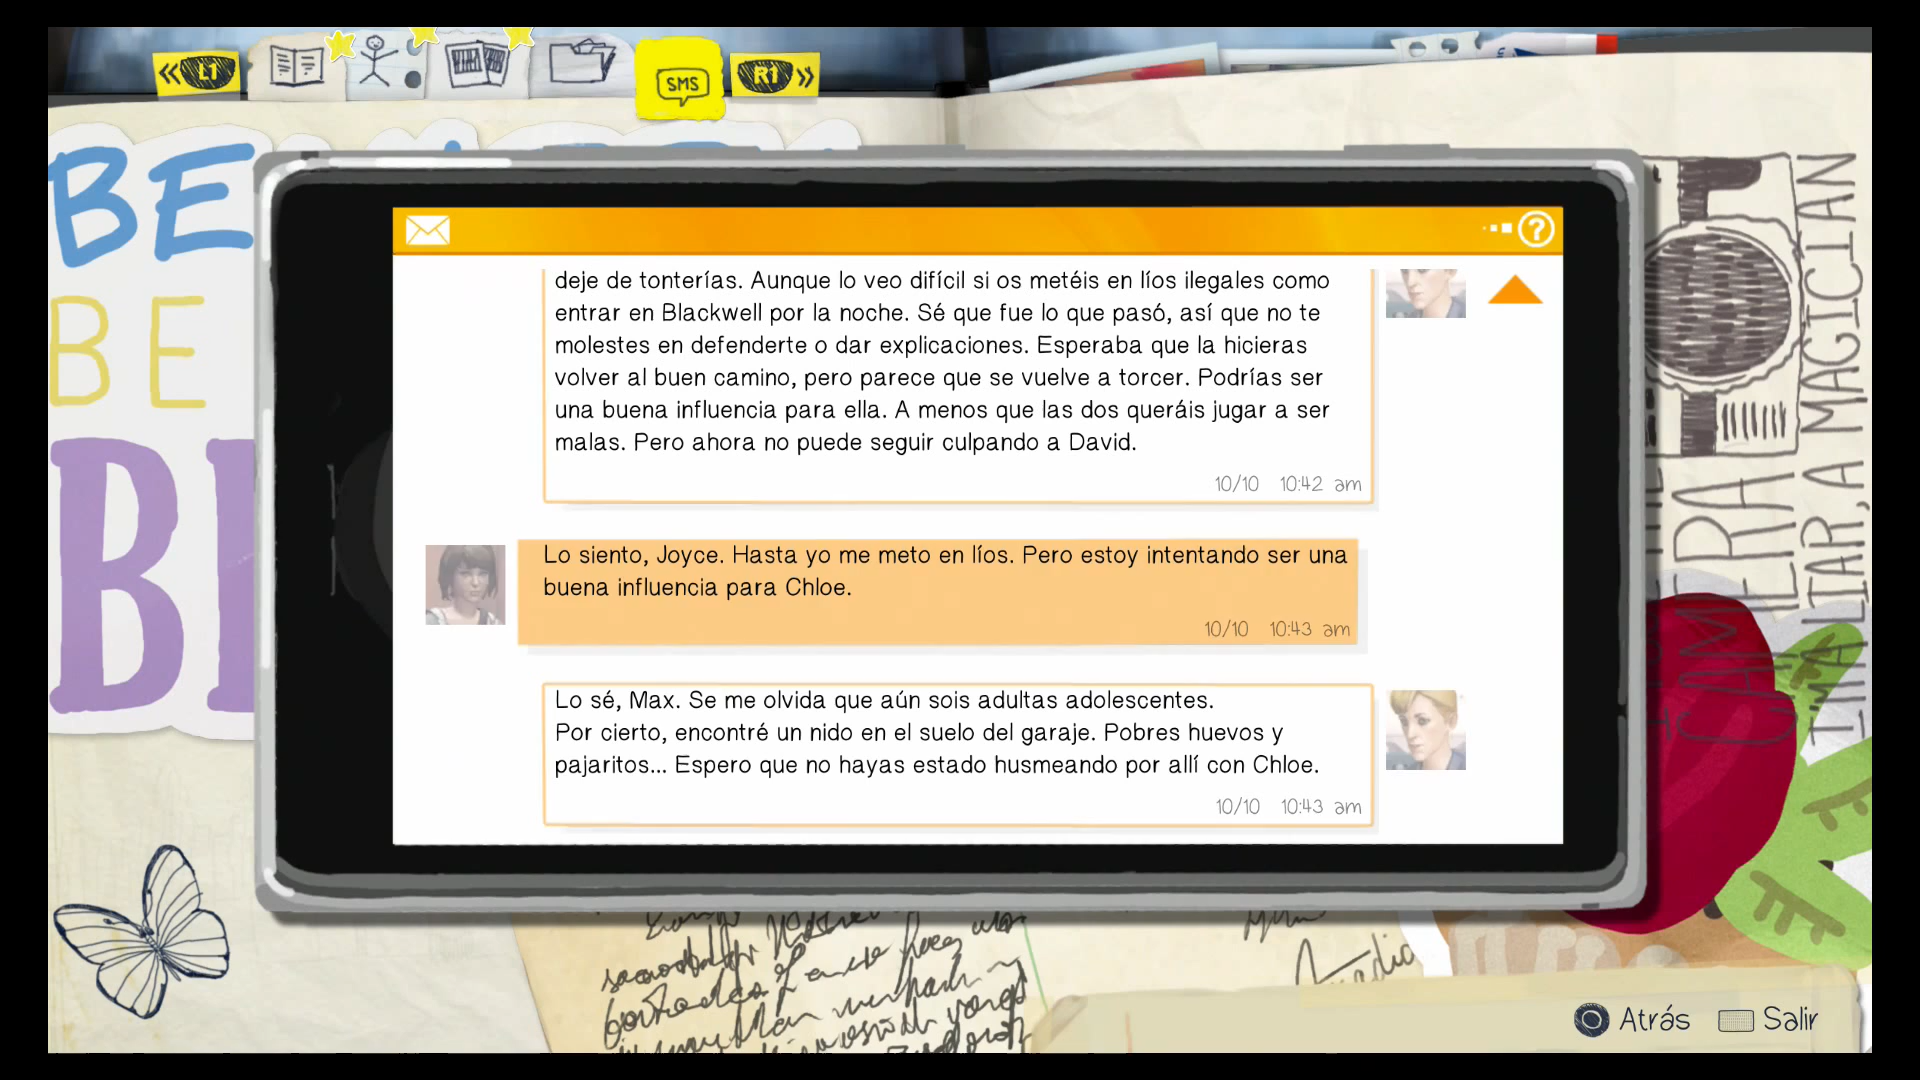 L1
SMS
R1
BE
BE
deje de tonterías. Aunque lo veo difícil si os metéis en líos ilegales como
entrar en Blackwell por la noche. Sé que fue lo que pasó, así que no te
molestes en defenderte o dar explicaciones. Esperaba que la hicieras
volver al buen camino, pero parece que se vuelve a torcer. Podrías ser
una buena influencia para ella. A menos que las dos queráis jugar a ser
malas. Pero ahora no puede seguir culpando a David.
10/10 10:42 am
Lo siento, Joyce. Hasta yo me meto en líos. Pero estoy intentando ser una
buena influencia para Chloe.
10/10 10:43 am
Lo sé, Max. Se me olvida que aún sois adultas adolescentes.
Por cierto, encontré un nido en el suelo del garaje. Pobres huevos y
pajaritos... Espero que no hayas estado husmeando por allí con Chloe.
10/10 10:43 am
CAMERA
LIAR, A MAGICIAN
Atrás
Salir